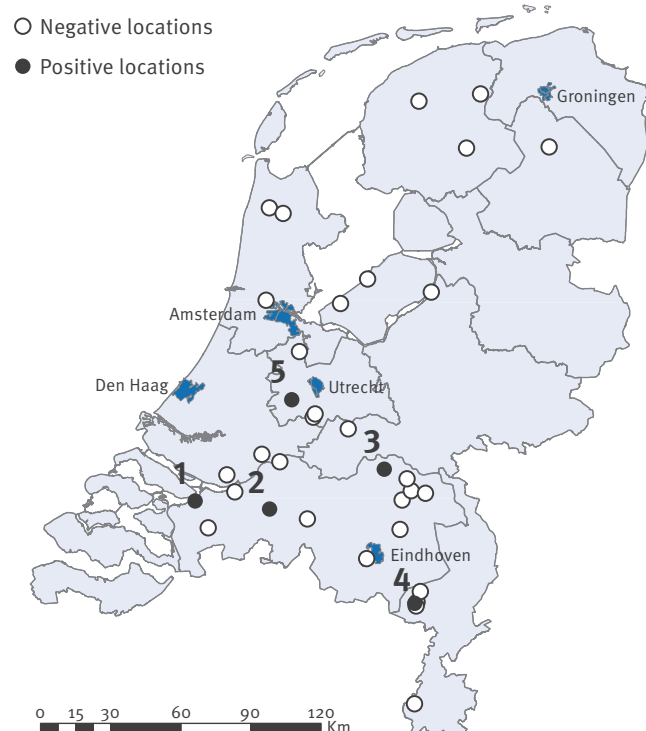 Negative locations
Positive locations
Groningen
Amsterdam
5
Den Haag
Utrecht
3
1
2
Eindhoven
4
0 15 30 60 90 120
Km